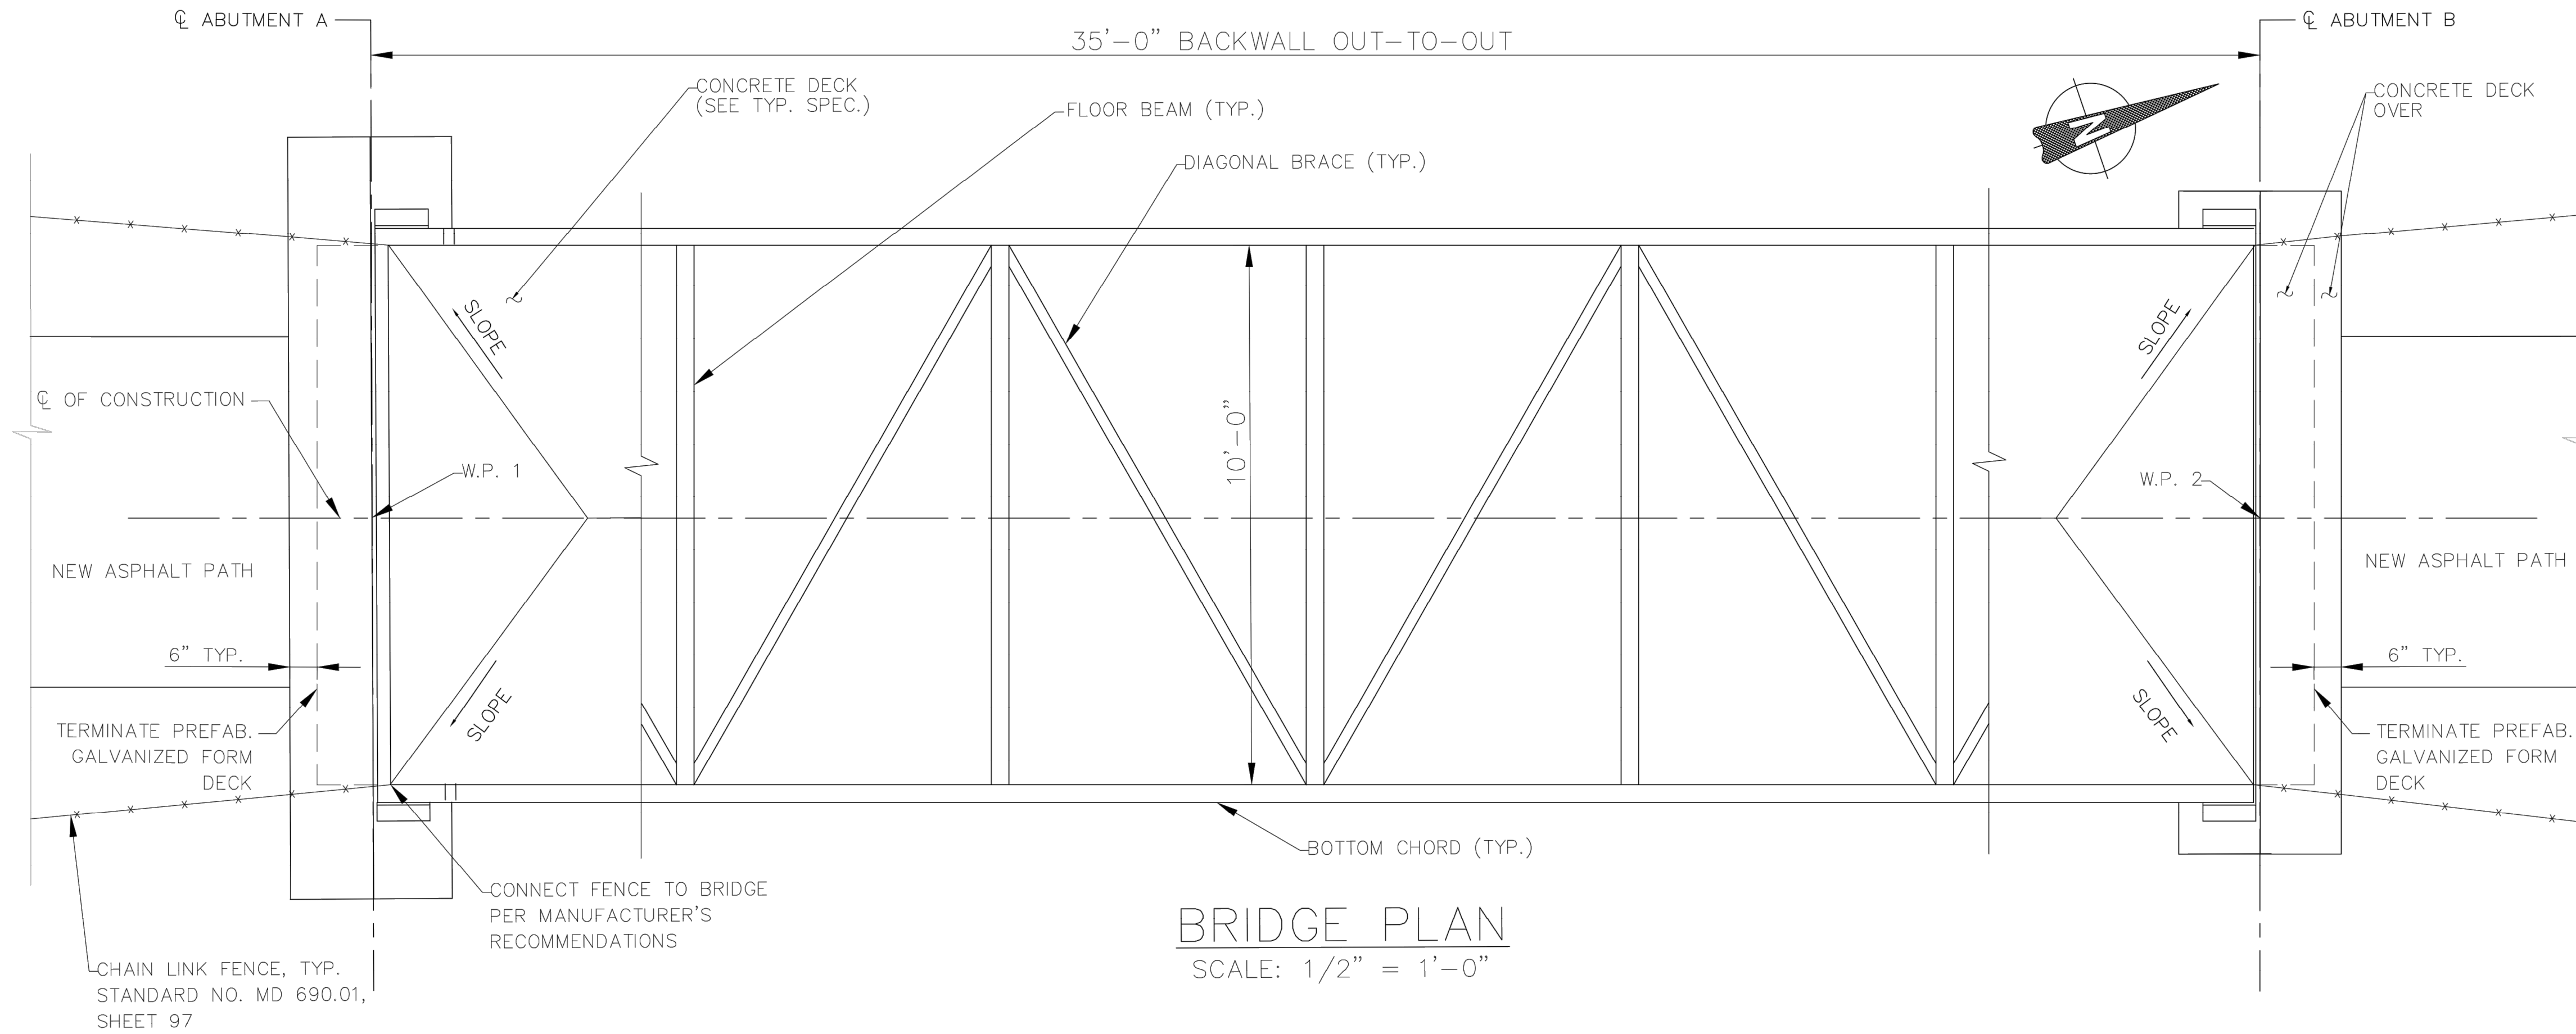 ℄ ABUTMENT A
35'-0" BACKWALL OUT-TO-OUT
℄ ABUTMENT B
CONCRETE DECK
(SEE TYP. SPEC.)
FLOOR BEAM (TYP.)
DIAGONAL BRACE (TYP.)
N
CONCRETE DECK
OVER
SLOPE
SLOPE
℄ OF CONSTRUCTION
10'-0"
W.P. 1
W.P. 2
NEW ASPHALT PATH
NEW ASPHALT PATH
6" TYP.
6" TYP.
SLOPE
SLOPE
TERMINATE PREFAB.
GALVANIZED FORM
DECK
TERMINATE PREFAB.
GALVANIZED FORM
DECK
BOTTOM CHORD (TYP.)
CONNECT FENCE TO BRIDGE
PER MANUFACTURER'S
RECOMMENDATIONS
BRIDGE PLAN
SCALE: 1/2" = 1'-0"
CHAIN LINK FENCE, TYP.
STANDARD NO. MD 690.01,
SHEET 97